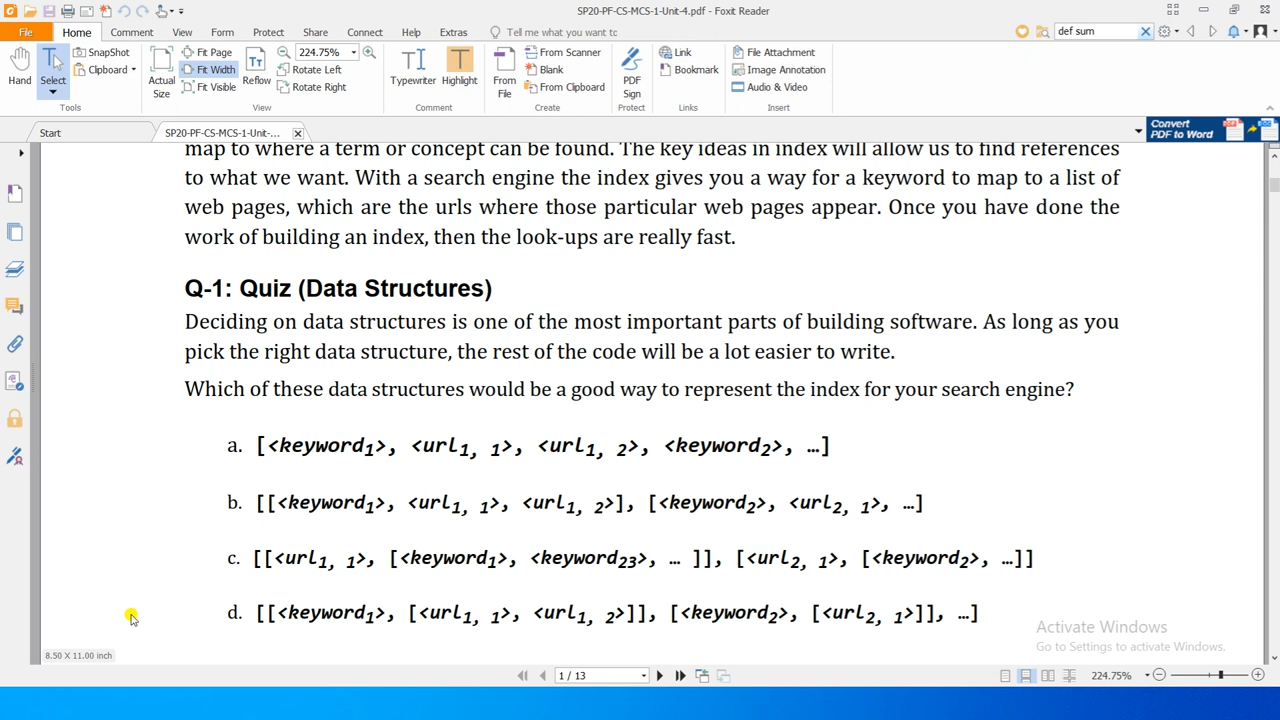 SP20-PF-CS-MCS-1-Unit-4.pdf - Foxit Reader
File Home Comment View Form Protect Share Connect Help Extras Tell me what you want tc def sum
Hand
Select
SnapShot
Clipboard
Tools
Actual Size
Fit Page
Fit Width
Fit Visible
Reflow
224.75%
Rotate Left
Rotate Right
View
Typewriter
Highlight
Comment
From File
From Scanner
Blank
From Clipboard
Create
PDF Sign
Protect
Link
Bookmark
Links
File Attachment
Image Annotation
Audio & Video
Insert
Start SP20-PF-CS-MCS-1-Unit-...
Convert
PDF to Word
map to where a term or concept can be found. The key ideas in index will allow us to find references
to what we want. With a search engine the index gives you a way for a keyword to map to a list of
web pages, which are the urls where those particular web pages appear. Once you have done the
work of building an index, then the look-ups are really fast.
Q-1: Quiz (Data Structures)
Deciding on data structures is one of the most important parts of building software. As long as you
pick the right data structure, the rest of the code will be a lot easier to write.
Which of these data structures would be a good way to represent the index for your search engine?
a. [<keyword1>, <url1, 1>, <url1, 2>, <keyword2>, …]
b. [[<keyword1>, <url1, 1>, <url1, 2>], [<keyword2>, <url2, 1>, …]
c. [[<url1, 1>, [<keyword1>, <keyword23>, … ]], [<url2, 1>, [<keyword2>, …]]
d. [[<keyword1>, [<url1, 1>, <url1, 2>]], [<keyword2>, [<url2, 1>]], …]
Activate Windows
Go to Settings to activate Windows.
8.50 X 11.00 inch
1 / 13
224.75%